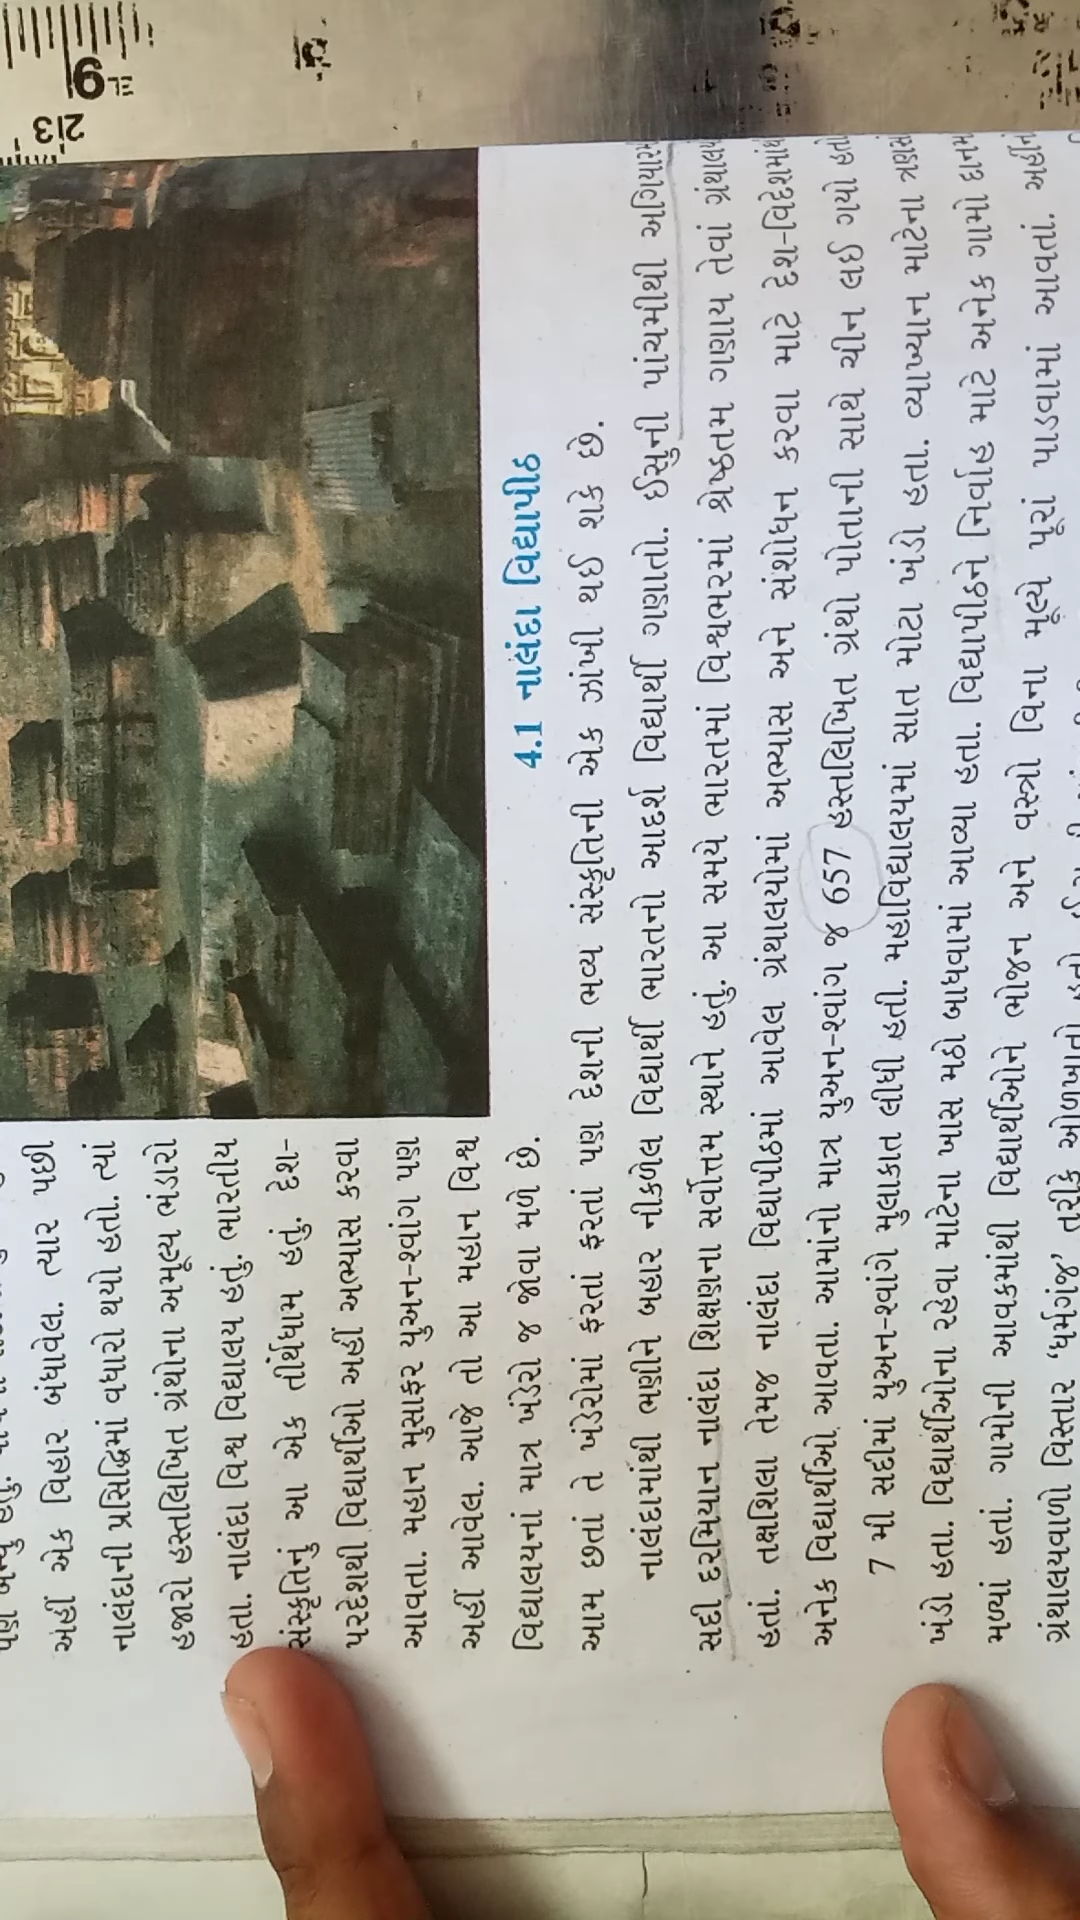 અહીં એક વિહાર બંધાવેલ. ત્યાર પછી
નાલંદાની પ્રસિદ્ધિમાં વધારો થયો હતો. ત્યાં
હજારો હસ્તલિખિત ગ્રંથોના અમૂલ્ય ભંડારો
હતા. નાલંદા વિશ્વ વિદ્યાલય હતું. ભારતીય
સંસ્કૃતિનું આ એક તીર્થધામ હતું. દેશ-
પરદેશથી વિદ્યાર્થીઓ અહીં અભ્યાસ કરવા
આવતા. મહાન મુસાફર યુઅન-શ્વાંગ પણ
અહીં આવેલ. આજે તો આ મહાન વિશ્વ
વિદ્યાલયનાં માત્ર ખંડેરો જ જોવા મળે છે.
4.1 નાલંદા વિદ્યાપીઠ
આમ છતાં તે ખંડેરોમાં ફરતાં ફરતાં પણ દેશની ભવ્ય સંસ્કૃતિની એક ઝાંખી થઈ શકે છે.
નાલંદામાંથી ભણીને બહાર નીકળેલ વિદ્યાર્થી ભારતનો આદર્શ વિદ્યાર્થી ગણાતો. ઈસુની પાંચમીથી અગિયારમી
સદી દરમિયાન નાલંદા શિક્ષણના સર્વોત્તમ સ્થાને હતું. આ સમયે ભારતમાં વિશ્વભરમાં શ્રેષ્ઠતમ ગણાય તેવાં ગ્રંથાલય
હતાં. તક્ષશિલા તેમજ નાલંદા વિદ્યાપીઠમાં આવેલ ગ્રંથાલયોમાં અભ્યાસ અને સંશોધન કરવા માટે દેશ-વિદેશમાંથી
અનેક વિદ્યાર્થીઓ આવતા. આમાંનો માત્ર યુઅન-શ્વાંગ જ 657 હસ્તલિખિત ગ્રંથો પોતાની સાથે ચીન લઈ ગયો હતો
7 મી સદીમાં યુઅન-શ્વાંગે મુલાકાત લીધી હતી. મહાવિદ્યાલયમાં સાત મોટા ખંડો હતા. વ્યાખ્યાન માટેના
ખંડો હતા. વિદ્યાર્થીઓના રહેવા માટેના ખાસ મઠો બાંધવામાં આવ્યા હતા. વિદ્યાપીઠને નિર્વાહ માટે અનેક ગામો દાનમાં
મળ્યાં હતાં. ગામોની આવકમાંથી વિદ્યાર્થીઓને ભોજન અને વસ્ત્રો વિના મૂલ્યે પૂરાં પાડવામાં આવતાં. અહીંના
ગ્રંથાલયવાળો વિસ્તાર 'ધર્મગંજ' તરીકે ઓળખાતો હતો
EL 9
213